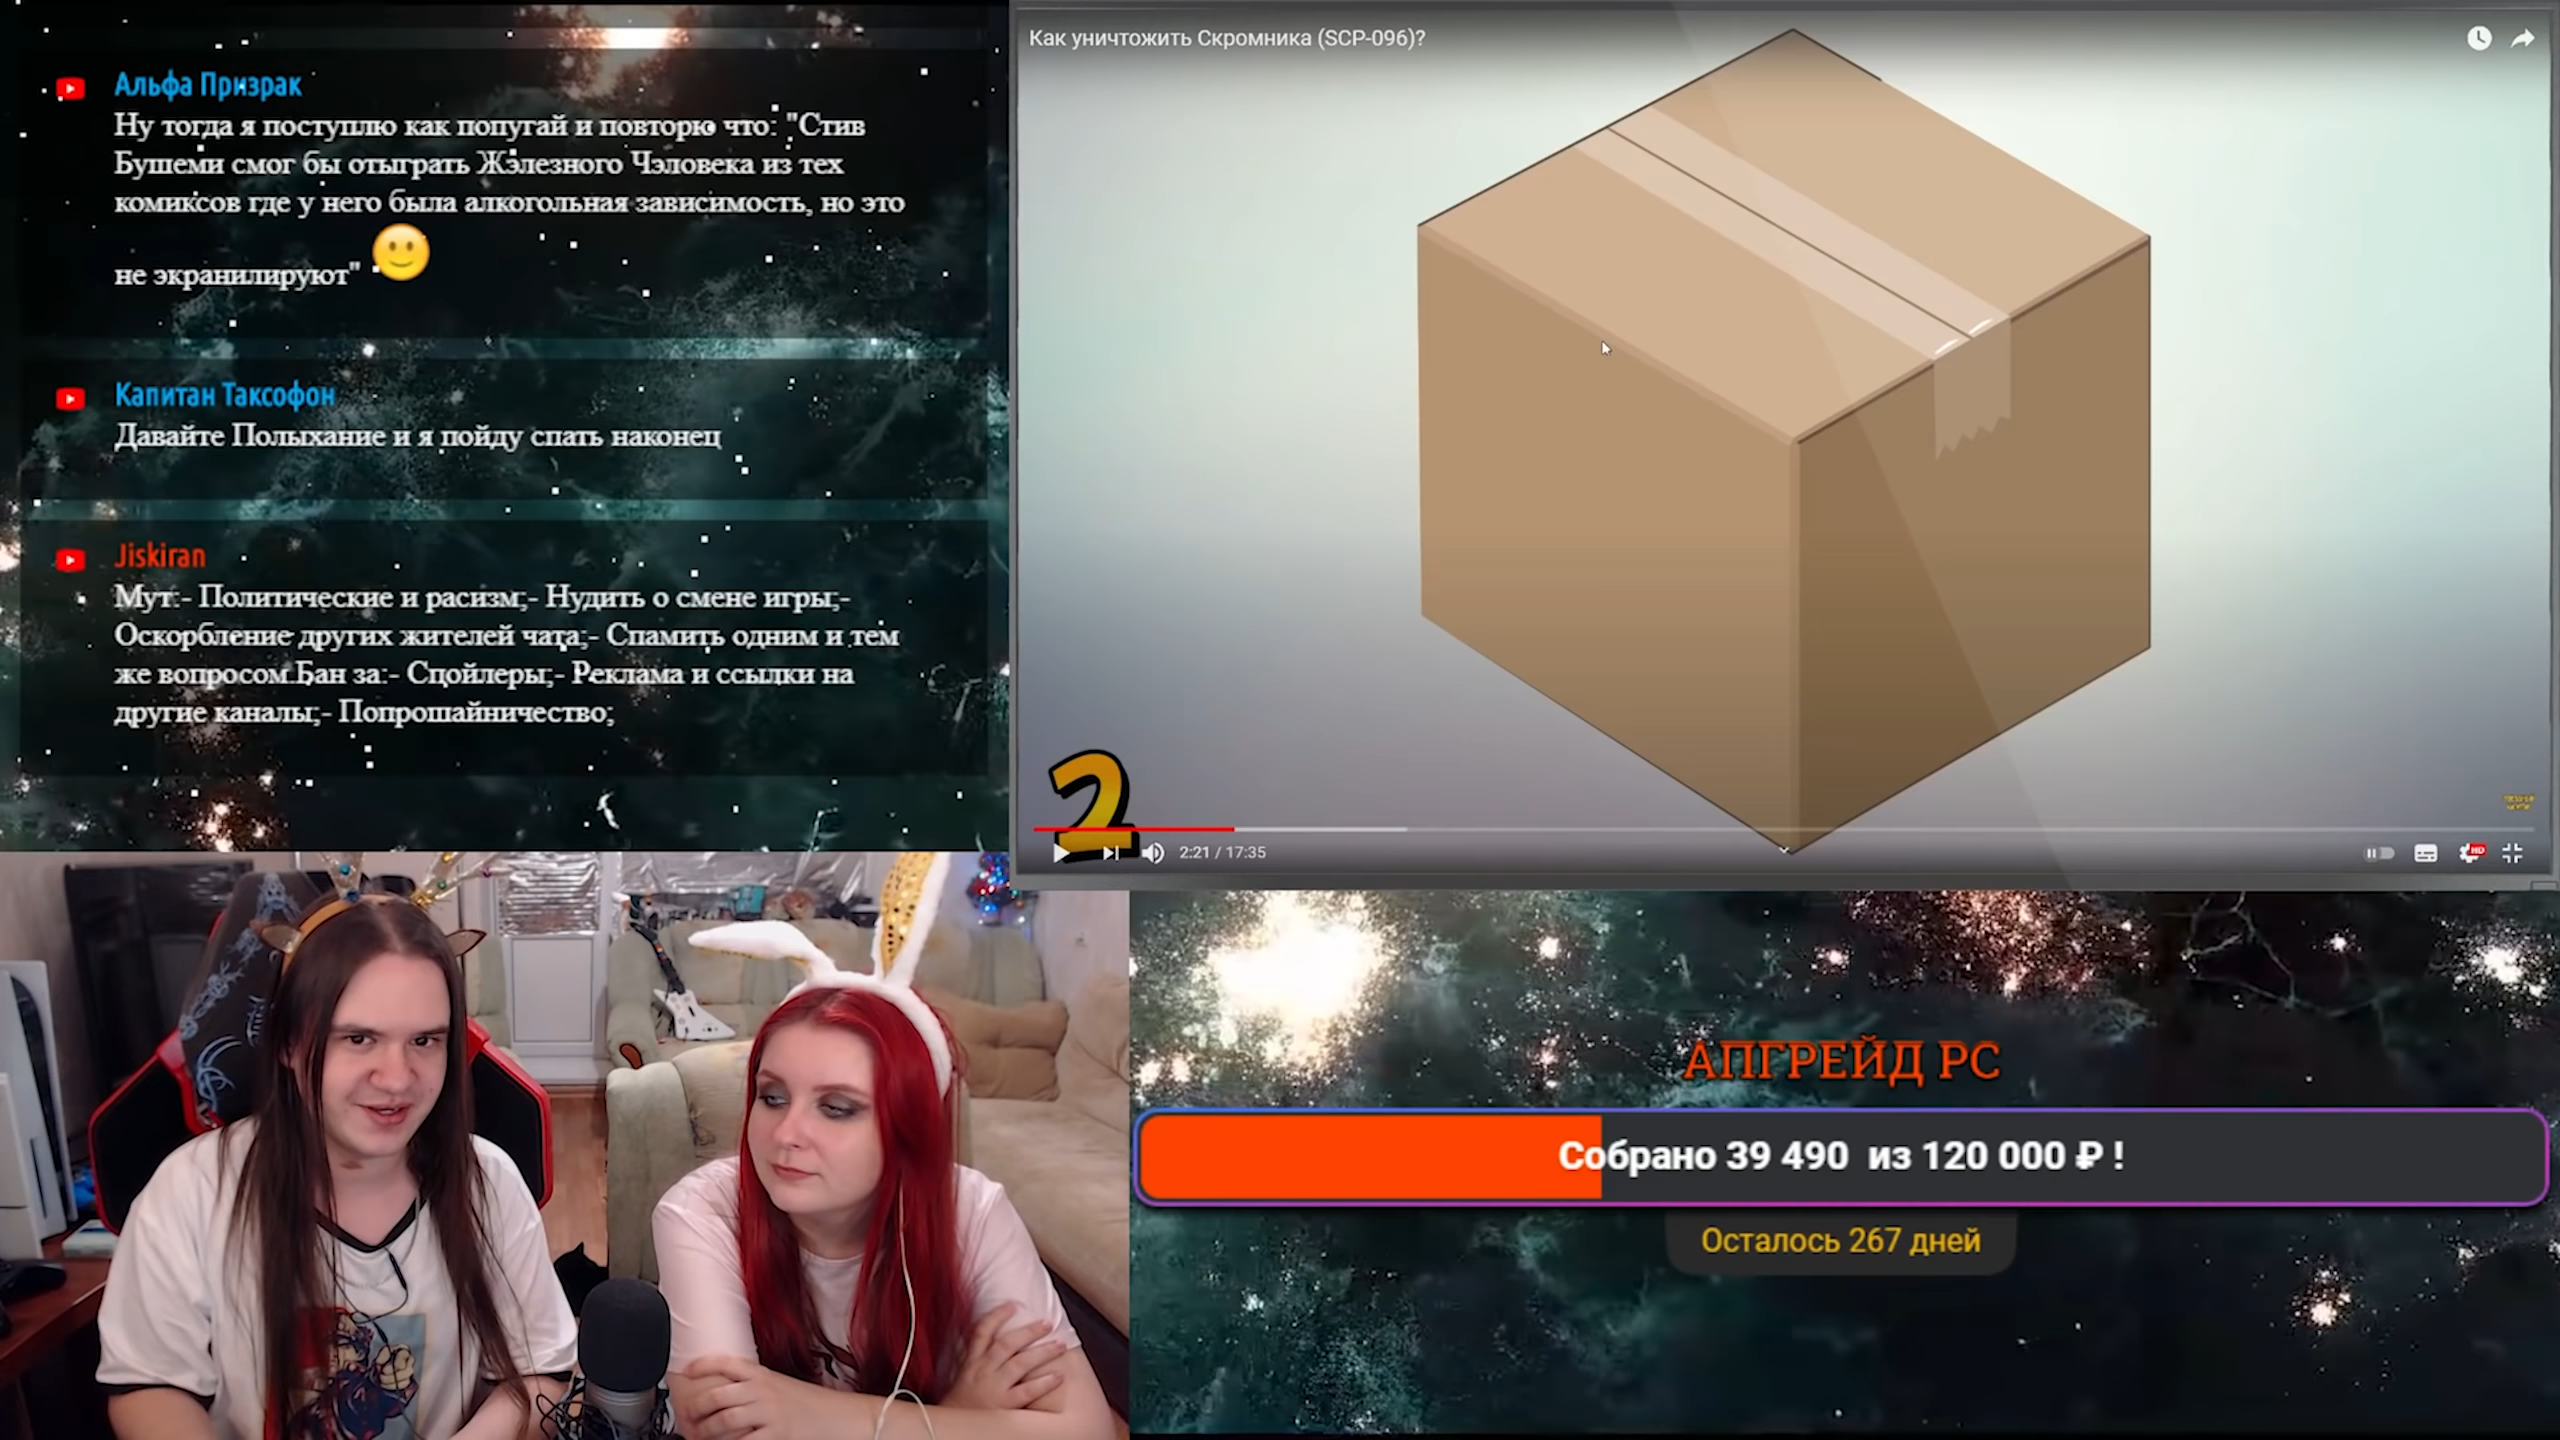 Альфа Призрак
Ну тогда я поступлю как попугай и повторю что: "Стив
Бушеми смог бы отыграть Жэлезного Чэловека из тех
комиксов где у него была алкогольная зависимость, но это
не экранилируют"
Капитан Таксофон
Давайте Полыхание и я пойду спать наконец
Jiskiran
Мут:- Политические и расизм;- Нудить о смене игры;-
Оскорбление других жителей чата;- Спамить одним и тем
же вопросом.Бан за:- Спойлеры;- Реклама и ссылки на
другие каналы;- Попрошайничество;
Как уничтожить Скромника (SCP-096)?
2
2:21 / 17:35
HD
АПГРЕЙД PC
Собрано 39 490 из 120 000 ₽ !
Осталось 267 дней